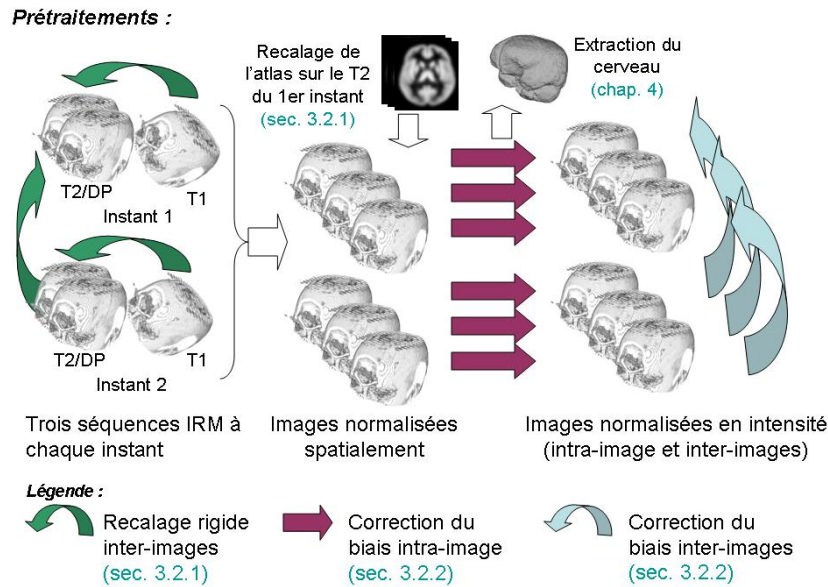 Prétraitements :
Recalage de
l'atlas sur le T2
du 1er instant
(sec. 3.2.1)
Extraction du
cerveau
(chap. 4)
T2/DP
T1
Instant 1
T2/DP
T1
Instant 2
Trois séquences IRM à
chaque instant
Images normalisées
spatialement
Images normalisées en intensité
(intra-image et inter-images)
Légende :
Recalage rigide
inter-images
(sec. 3.2.1)
Correction du
biais intra-image
(sec. 3.2.2)
Correction du
biais inter-images
(sec. 3.2.2)